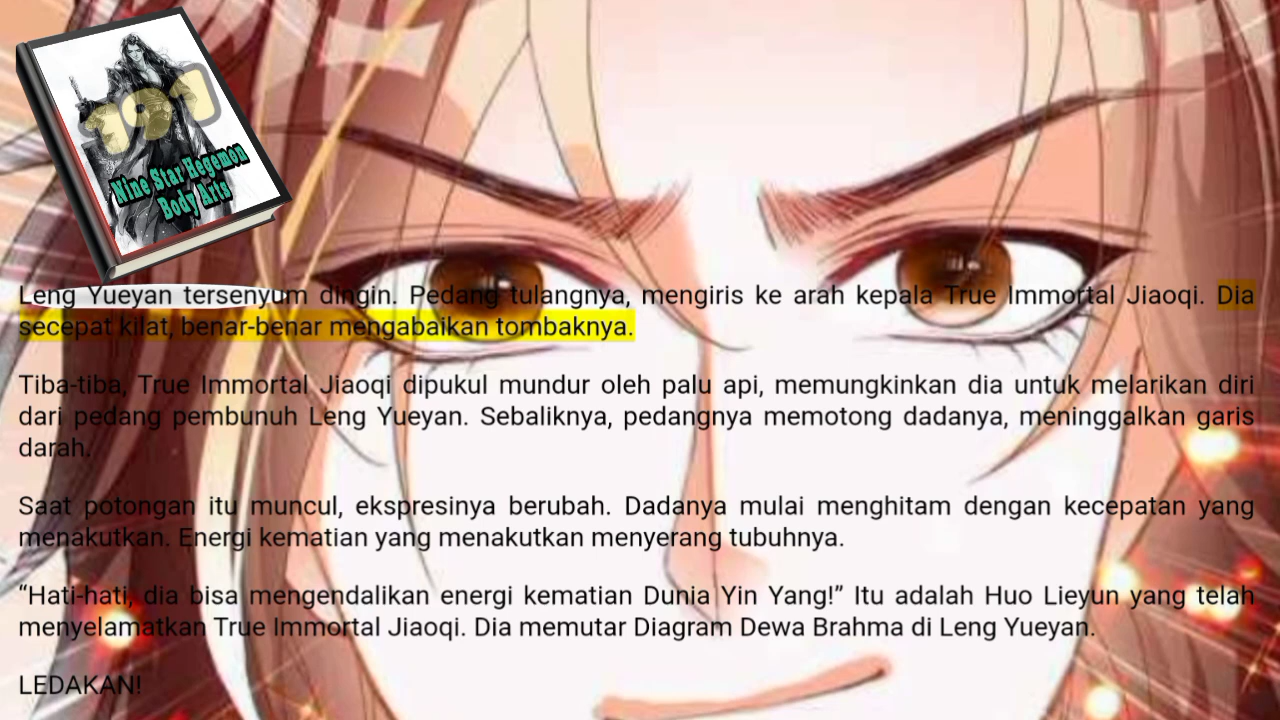 191
Nine Star Hegemon
Body Arts
Leng Yueyan tersenyum dingin. Pedang tulangnya, mengiris ke arah kepala True Immortal Jiaoqi. Dia
secepat kilat, benar-benar mengabaikan tombaknya.
Tiba-tiba, True Immortal Jiaoqi dipukul mundur oleh palu api, memungkinkan dia untuk melarikan diri
dari pedang pembunuh Leng Yueyan. Sebaliknya, pedangnya memotong dadanya, meninggalkan garis
darah.
Saat potongan itu muncul, ekspresinya berubah. Dadanya mulai menghitam dengan kecepatan yang
menakutkan. Energi kematian yang menakutkan menyerang tubuhnya.
“Hati-hati, dia bisa mengendalikan energi kematian Dunia Yin Yang!” Itu adalah Huo Lieyun yang telah
menyelamatkan True Immortal Jiaoqi. Dia memutar Diagram Dewa Brahma di Leng Yueyan.
LEDAKAN!